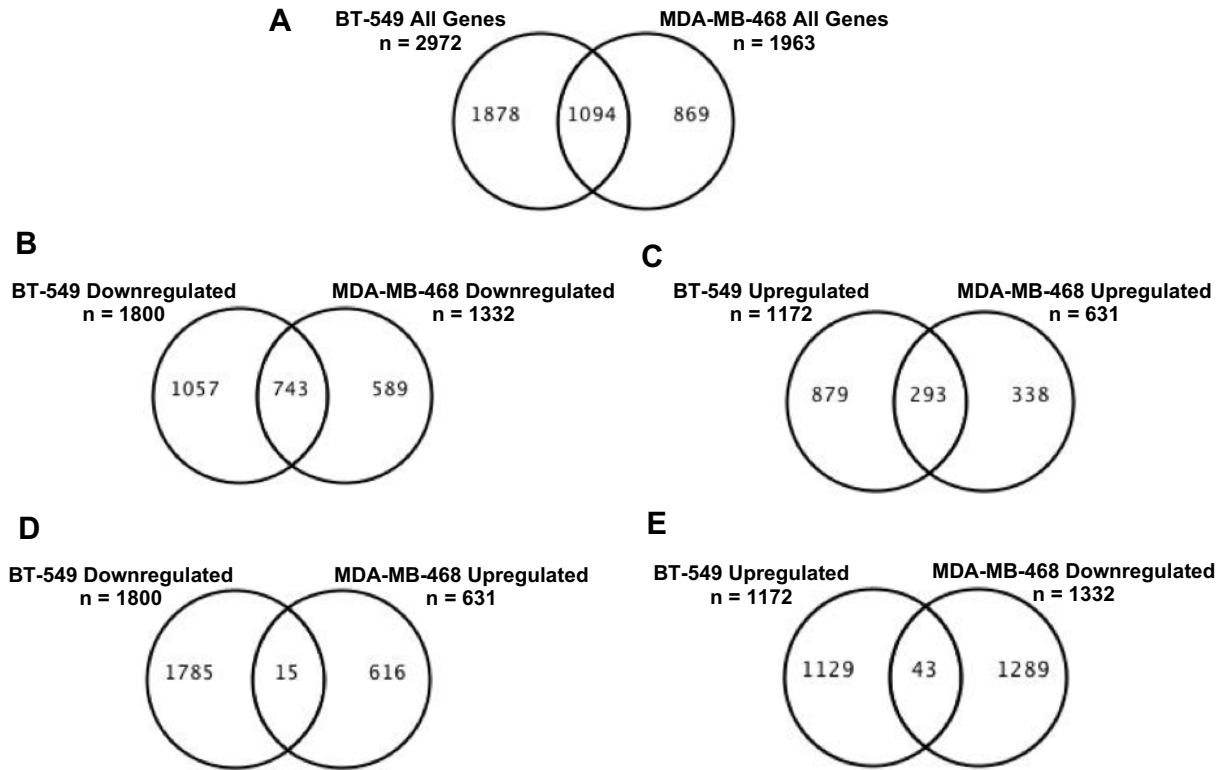 A
BT-549 All Genes
n = 2972
MDA-MB-468 All Genes
n = 1963
1878
1094
869
B
BT-549 Downregulated
n = 1800
MDA-MB-468 Downregulated
n = 1332
1057
743
589
C
BT-549 Upregulated
n = 1172
MDA-MB-468 Upregulated
n = 631
879
293
338
D
BT-549 Downregulated
n = 1800
MDA-MB-468 Upregulated
n = 631
1785
15
616
E
BT-549 Upregulated
n = 1172
MDA-MB-468 Downregulated
n = 1332
1129
43
1289